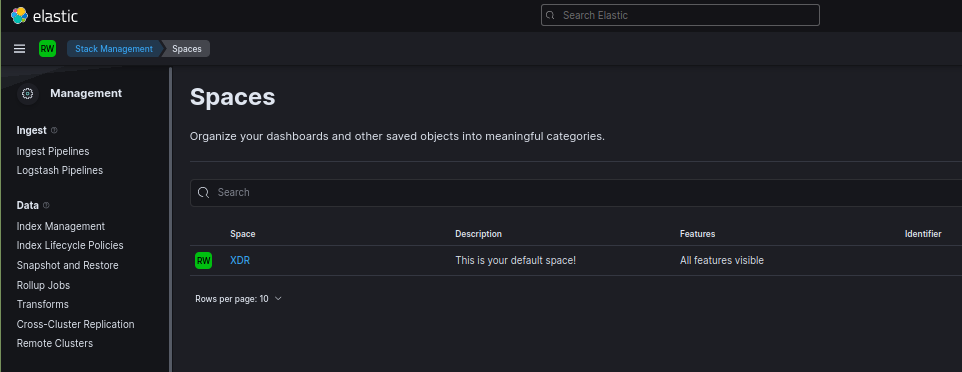 elastic
Search Elastic
RW Stack Management Spaces
Management
Ingest
Ingest Pipelines
Logstash Pipelines
Data
Index Management
Index Lifecycle Policies
Snapshot and Restore
Rollup Jobs
Transforms
Cross-Cluster Replication
Remote Clusters
Spaces
Organize your dashboards and other saved objects into meaningful categories.
Search
Space Description Features Identifier
RW XDR This is your default space! All features visible
Rows per page: 10